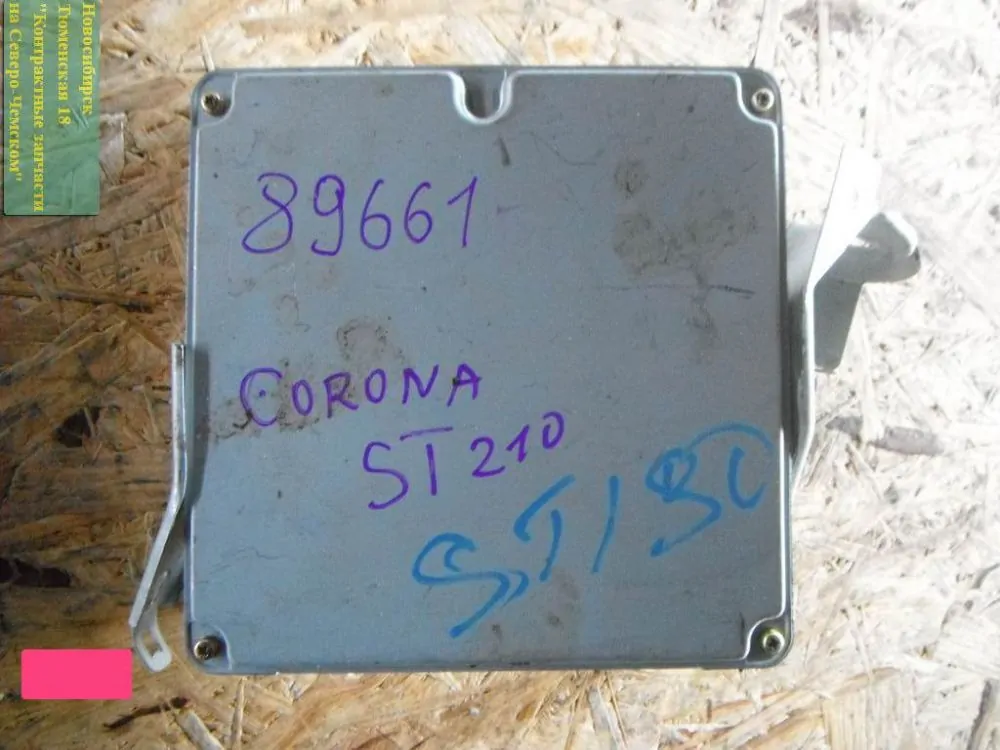 Новосибирск
Тюменская 18
"Контрактные запчасти
на Северо-Чемском"
89661
CORONA
ST210
ST190